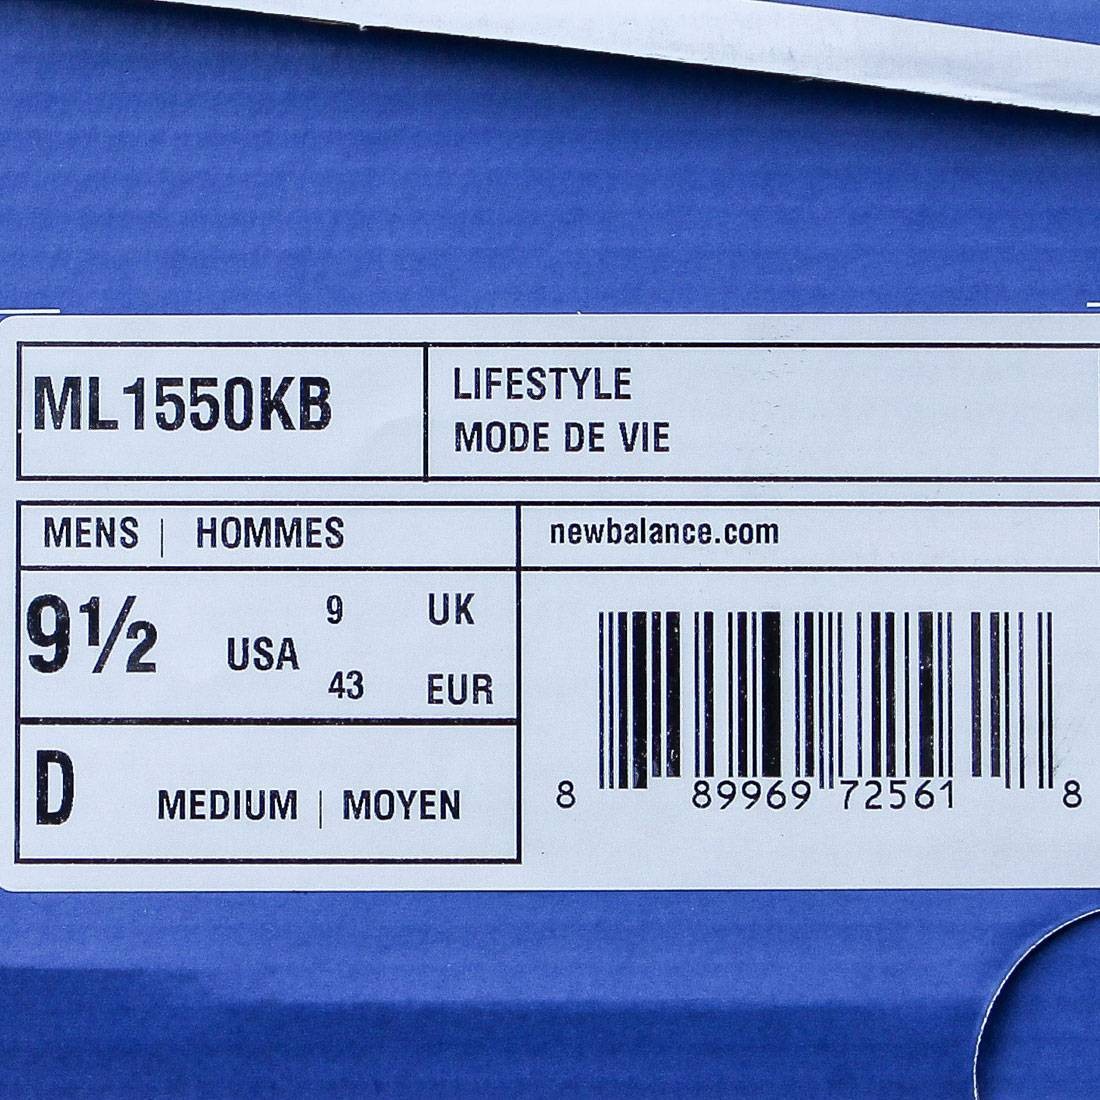 ML1550KB
LIFESTYLE
MODE DE VIE
MENS | HOMMES
newbalance.com
9½ USA
9 UK
43 EUR
D MEDIUM | MOYEN
8 89969 72561 8